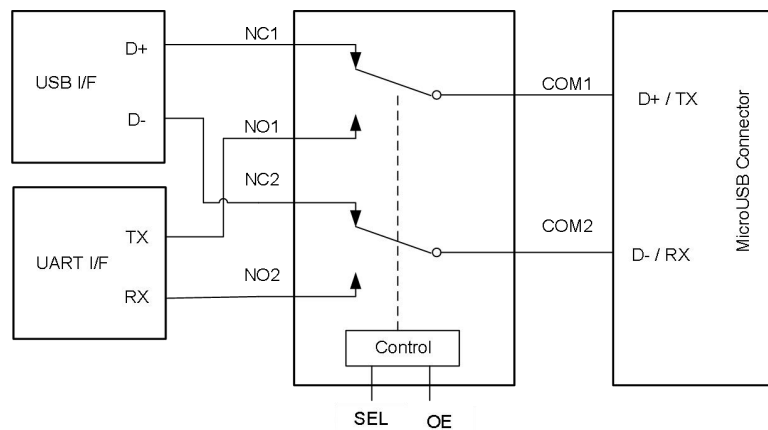 USB I/F
D+
D-
UART I/F
TX
RX
NC1
NO1
NC2
NO2
Control
SEL
OE
COM1
COM2
D+ / TX
D- / RX
MicroUSB Connector